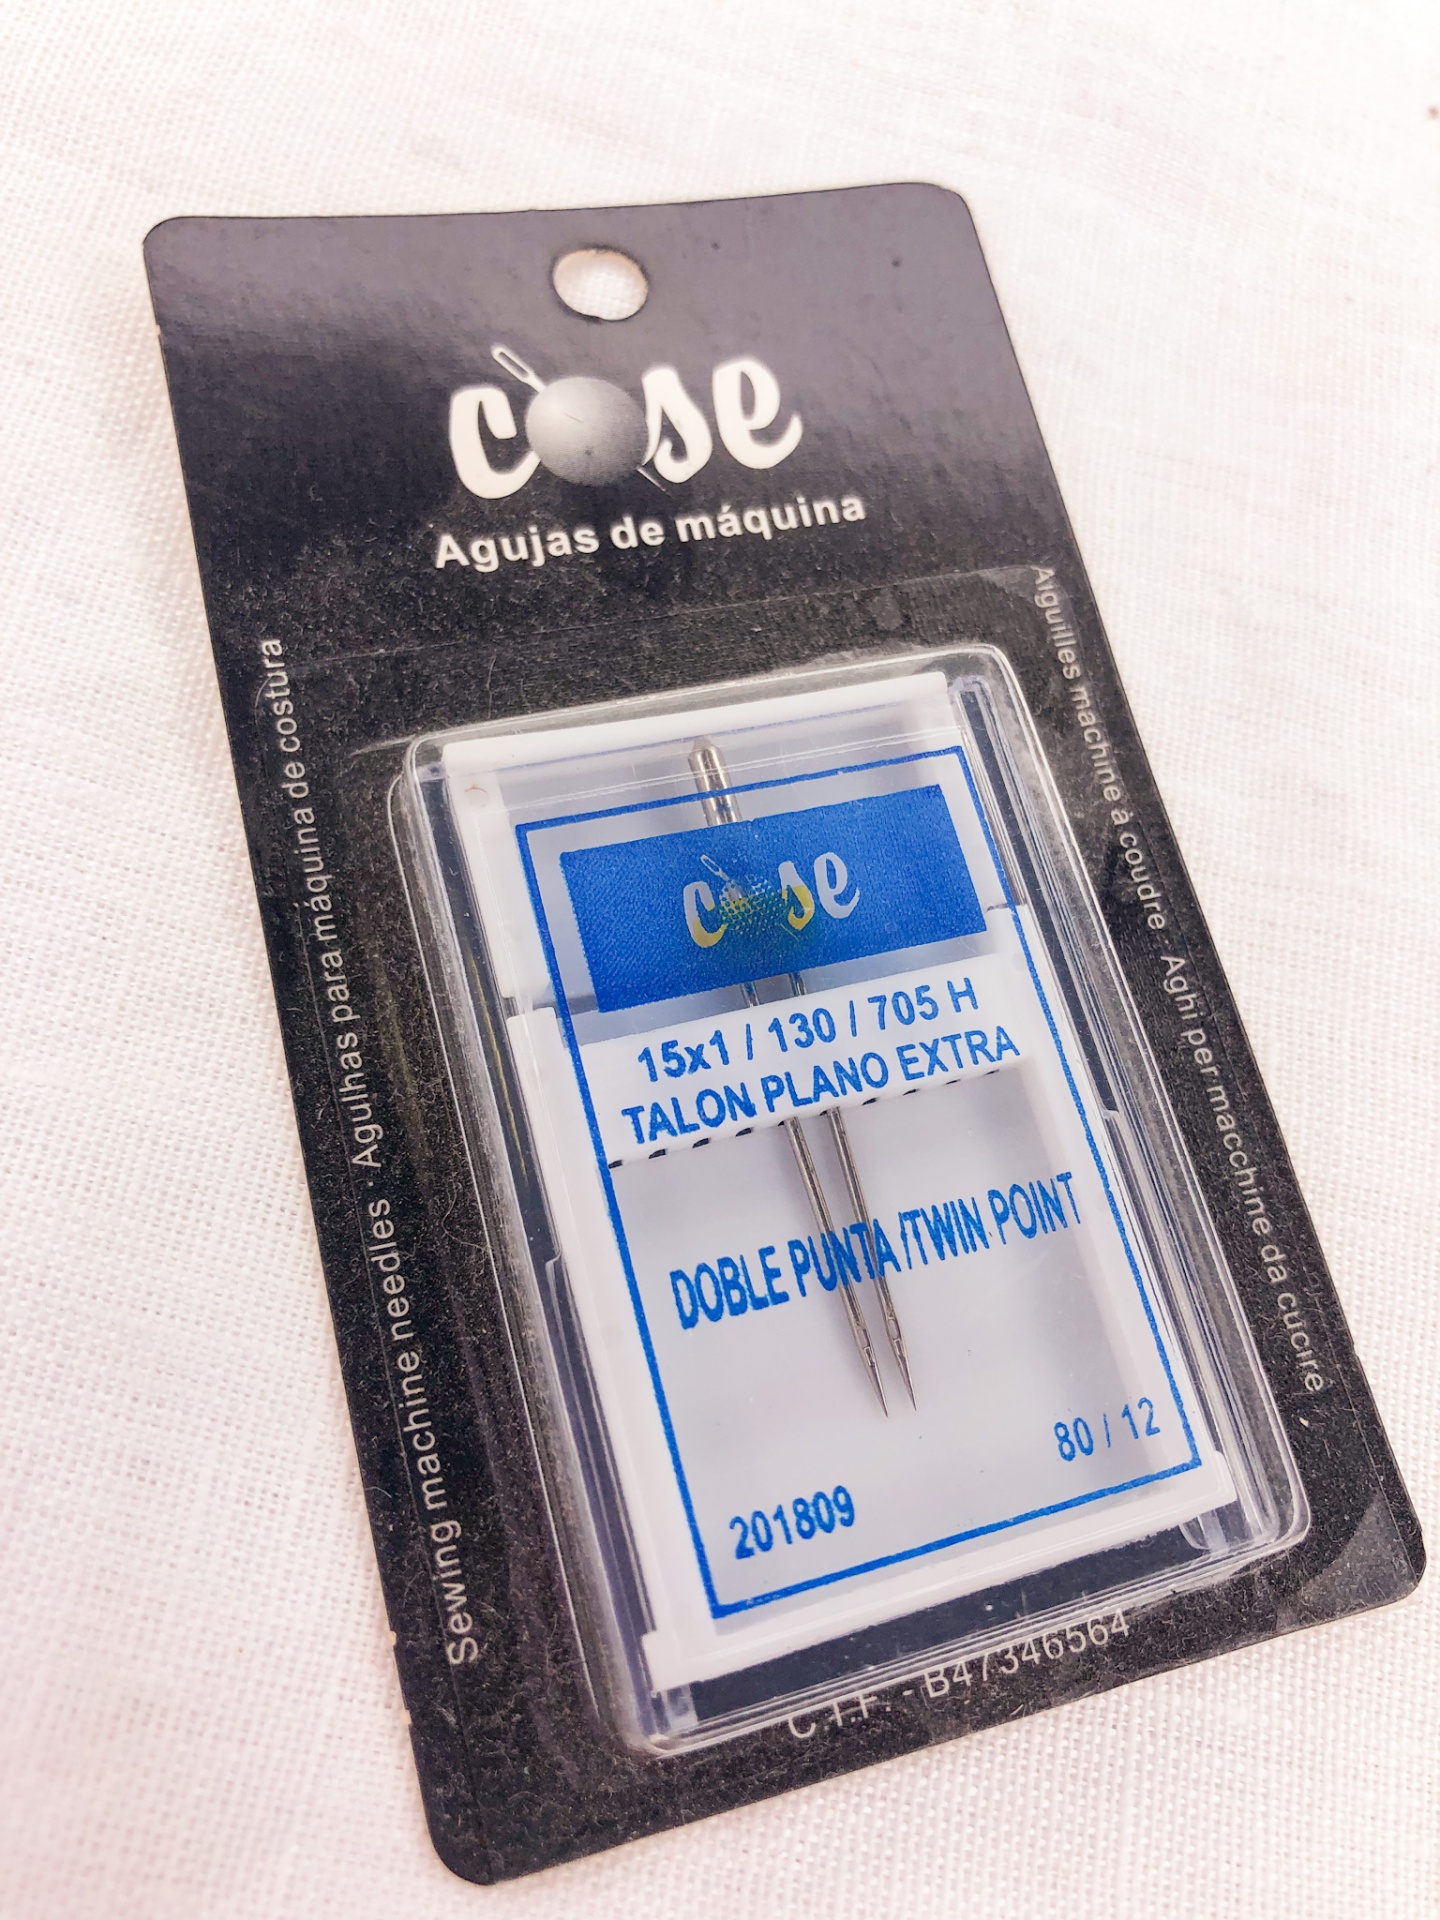 cose
Agujas de máquina
Sewing machine needles · Agulhas para máquina de costura
Aiguilles machine à coudre · Aghi per macchine da cucire
cose
15x1 / 130 / 705 H
TALON PLANO EXTRA
DOBLE PUNTA /TWIN POINT
80 / 12
201809
C.I.F. - B47346564